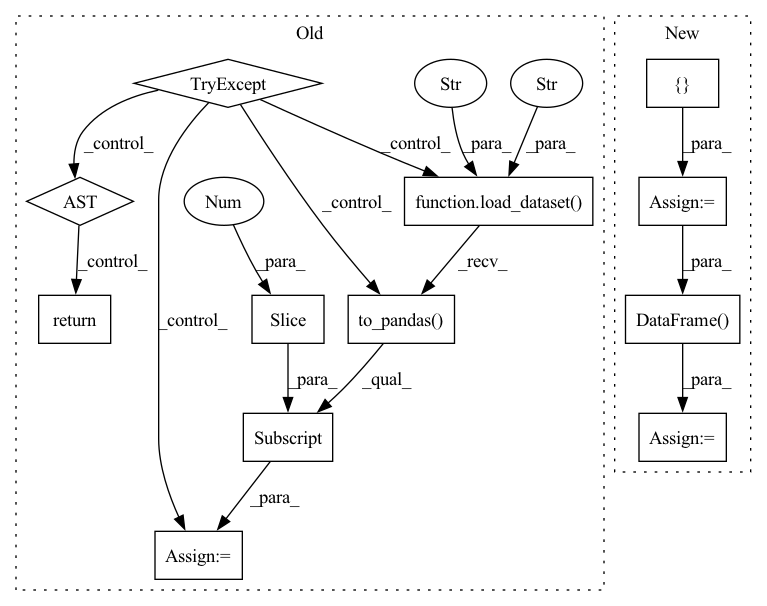 Old
New
TryExcept
Str
Str
{}
_control_
_control_
_para_
_para_
_para_
AST
Num
_control_
function.load_dataset()
Assign:=
_control_
_para_
_recv_
_para_
return
_control_
Slice
to_pandas()
DataFrame()
_para_
_qual_
_para_
Subscript
Assign:=
_para_
Assign:=